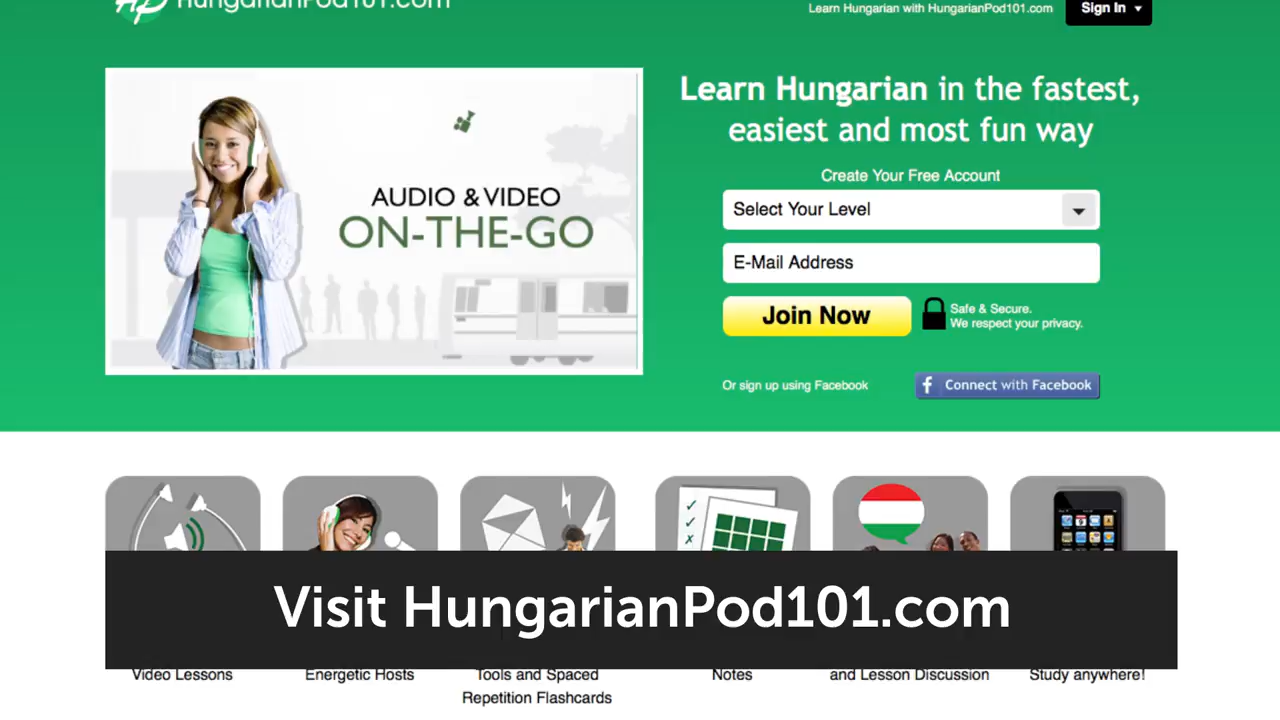 HungarianPod101.com
Learn Hungarian with HungarianPod101.com
Sign In
AUDIO & VIDEO
ON-THE-GO
Learn Hungarian in the fastest,
easiest and most fun way
Create Your Free Account
Select Your Level
E-Mail Address
Join Now
Safe & Secure.
We respect your privacy.
Or sign up using Facebook
f Connect with Facebook
Visit HungarianPod101.com
Video Lessons
Energetic Hosts
Tools and Spaced
Repetition Flashcards
Notes
and Lesson Discussion
Study anywhere!